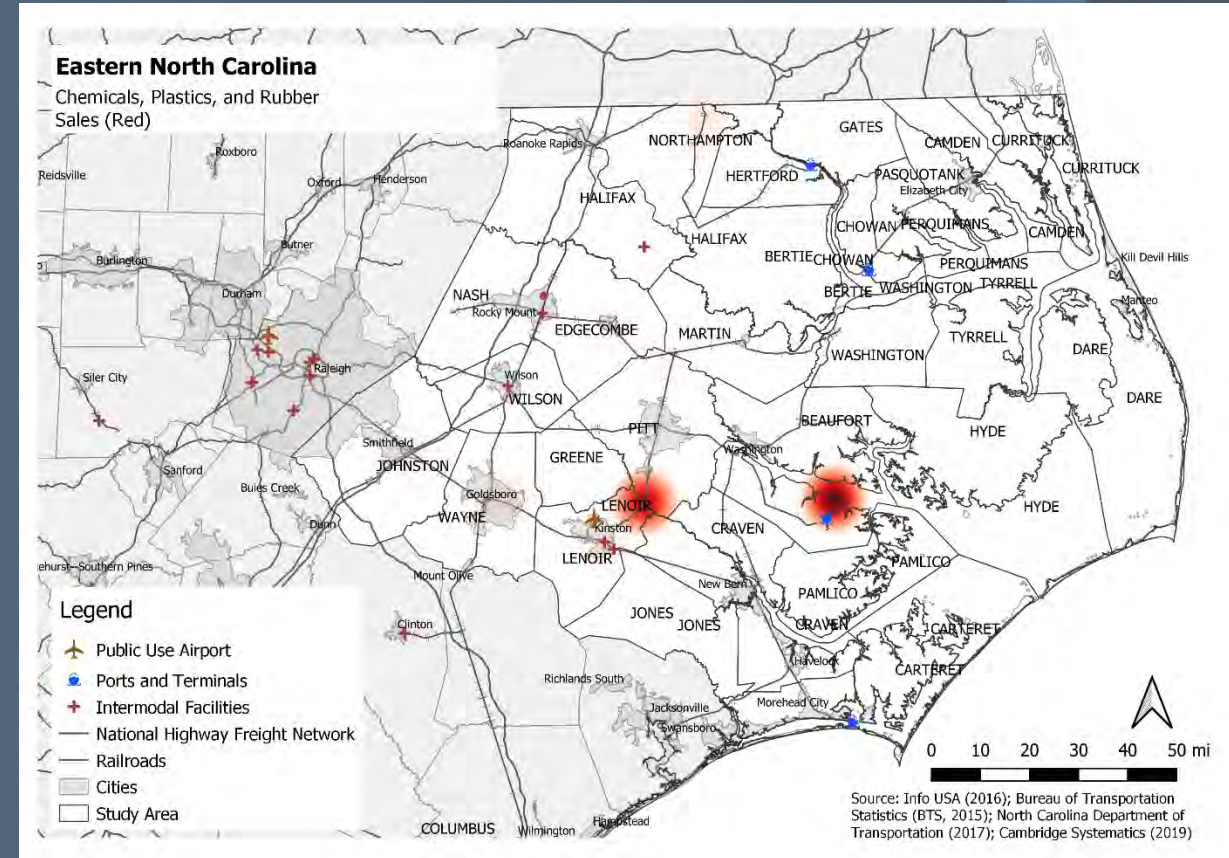 Eastern North Carolina
Chemicals, Plastics, and Rubber
Sales (Red)
Roxboro
Reidsville
Oxford
Henderson
Roanoke Rapids
NORTHAMPTON
GATES
CAMDEN
CURRITUCK
CURRITUCK
HERTFORD
PASQUOTANK
Elizabeth City
HALIFAX
Butner
Burlington
Durham
HALIFAX
CHOWAN
PERQUIMANS
CAMDEN
BERTIE
CHOWAN
PERQUIMANS
Kill Devil Hills
BERTIE
WASHINGTON
TYRRELL
Manteo
NASH
Rocky Mount
EDGECOMBE
MARTIN
TYRRELL
DARE
WASHINGTON
Raleigh
Siler City
Wilson
WILSON
DARE
PITT
BEAUFORT
HYDE
Smithfield
JOHNSTON
Washington
Sanford
GREENE
Buies Creek
Goldsboro
LENOIR
HYDE
WAYNE
Dunn
Kinston
CRAVEN
LENOIR
ehurst--Southern Pines
Mount Olive
New Bern
PAMLICO
PAMLICO
JONES
JONES
CRAVEN
CARTERET
Clinton
Havelock
CARTERET
Richlands South
Morehead City
Jacksonville
Swansboro
COLUMBUS
Wilmington
Hampstead
Legend
Public Use Airport
Ports and Terminals
Intermodal Facilities
National Highway Freight Network
Railroads
Cities
Study Area
0 10 20 30 40 50 mi
Source: Info USA (2016); Bureau of Transportation
Statistics (BTS, 2015); North Carolina Department of
Transportation (2017); Cambridge Systematics (2019)